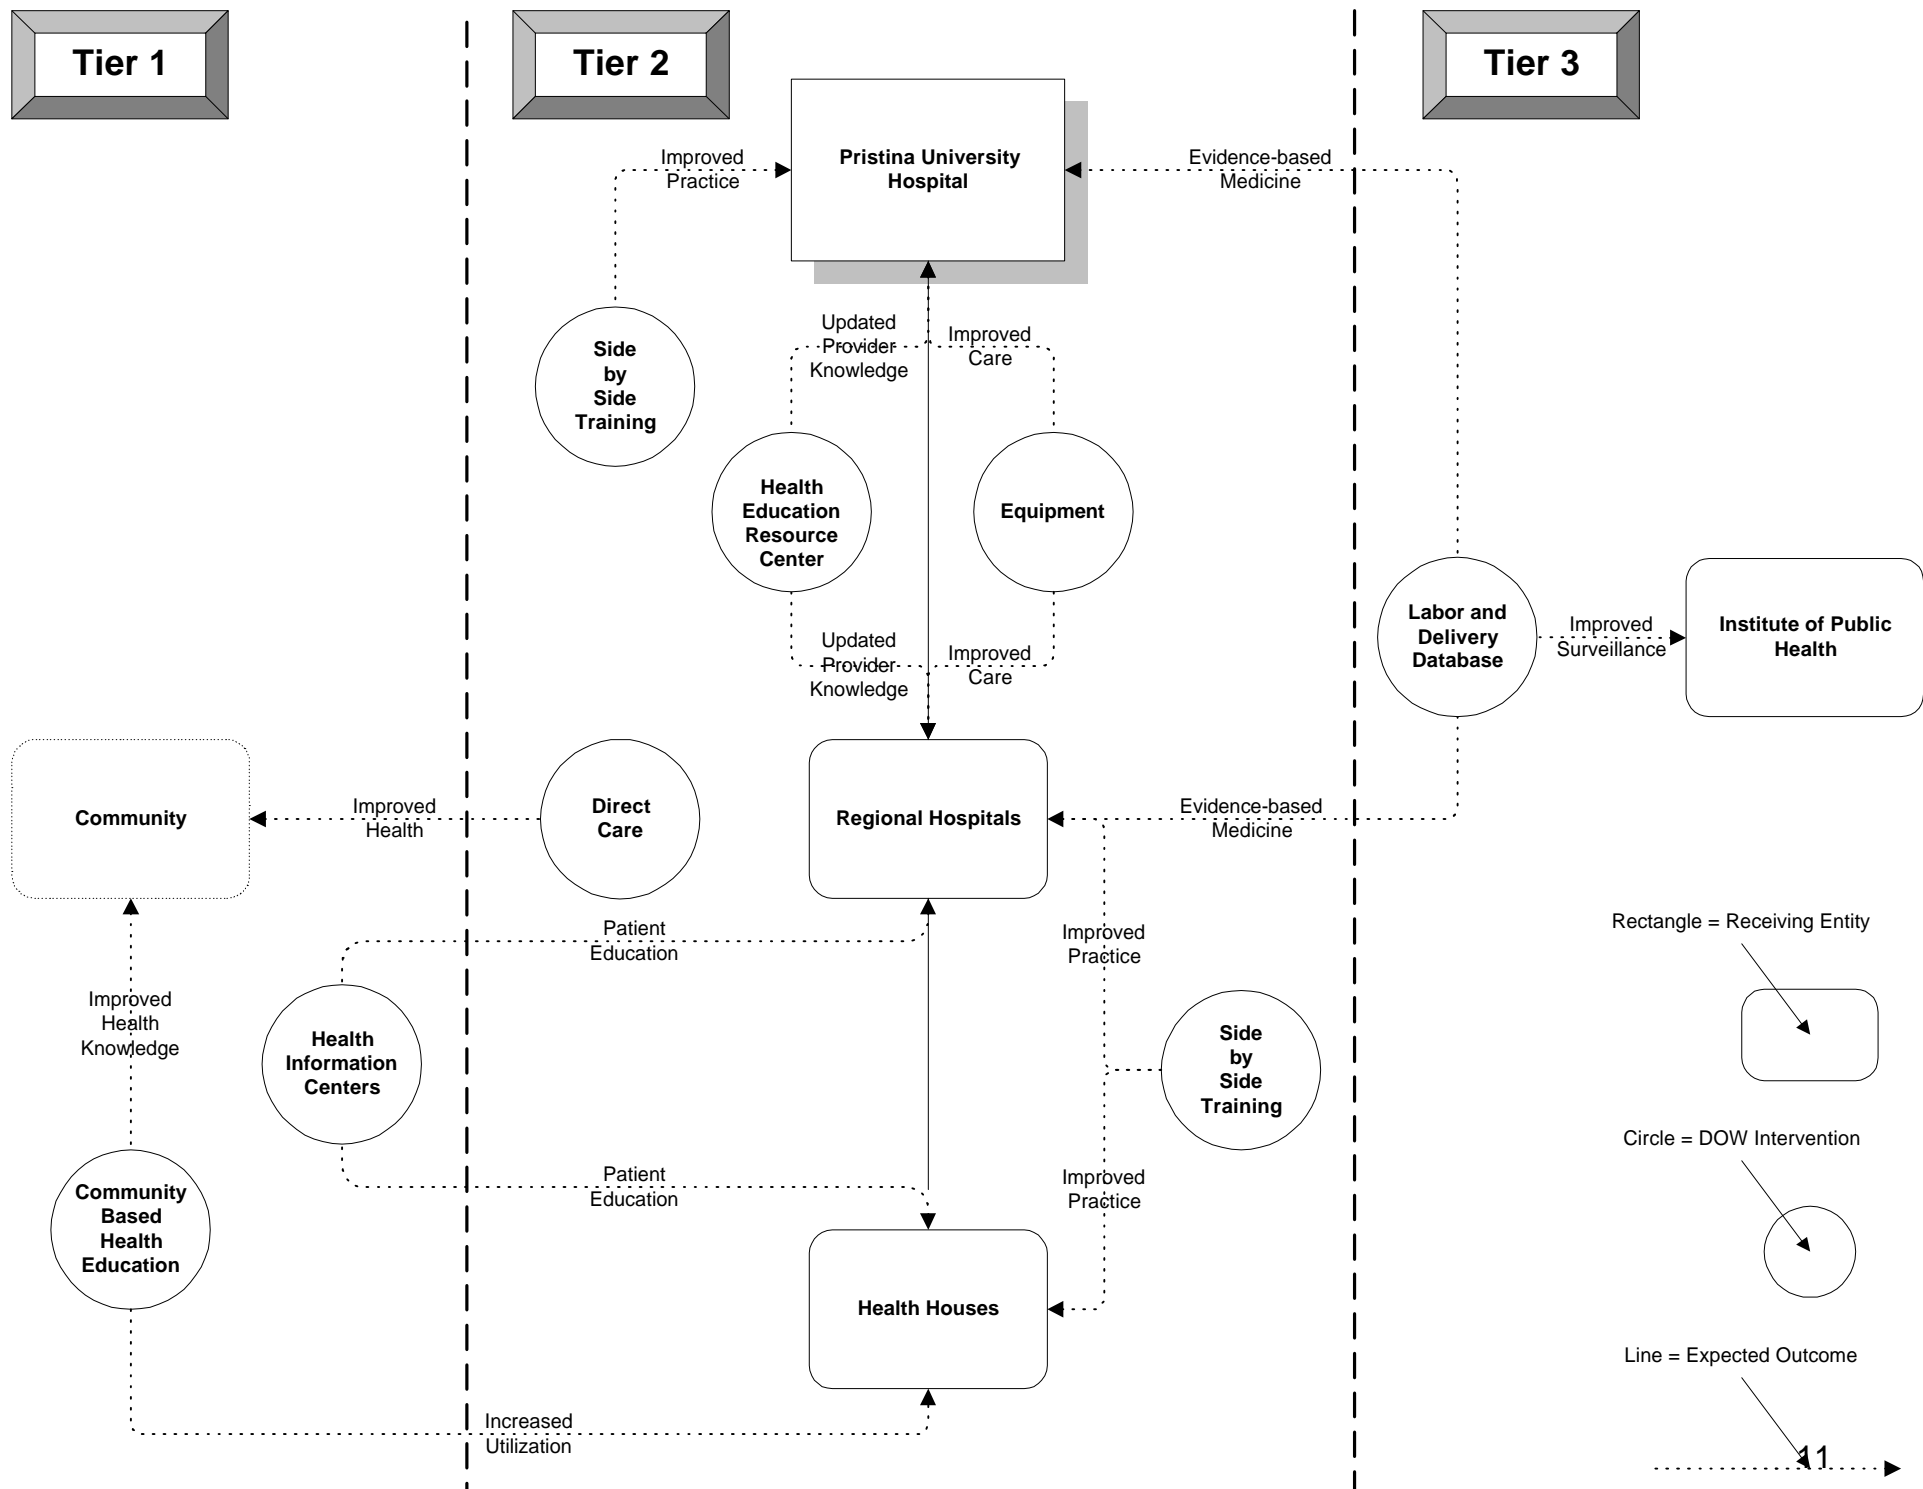 Tier 1
Tier 2
Tier 3
Pristina University
Hospital
Improved
Practice
Evidence-based
Medicine
Side
by
Side
Training
Updated
Provider
Knowledge
Improved
Care
Health
Education
Resource
Center
Equipment
Updated
Provider
Knowledge
Improved
Care
Labor and
Delivery
Database
Improved
Surveillance
Institute of Public
Health
Community
Improved
Health
Direct
Care
Regional Hospitals
Evidence-based
Medicine
Patient
Education
Improved
Practice
Rectangle = Receiving Entity
Improved
Health
Knowledge
Health
Information
Centers
Side
by
Side
Training
Circle = DOW Intervention
Community
Based
Health
Education
Patient
Education
Improved
Practice
Health Houses
Line = Expected Outcome
Increased
Utilization
11